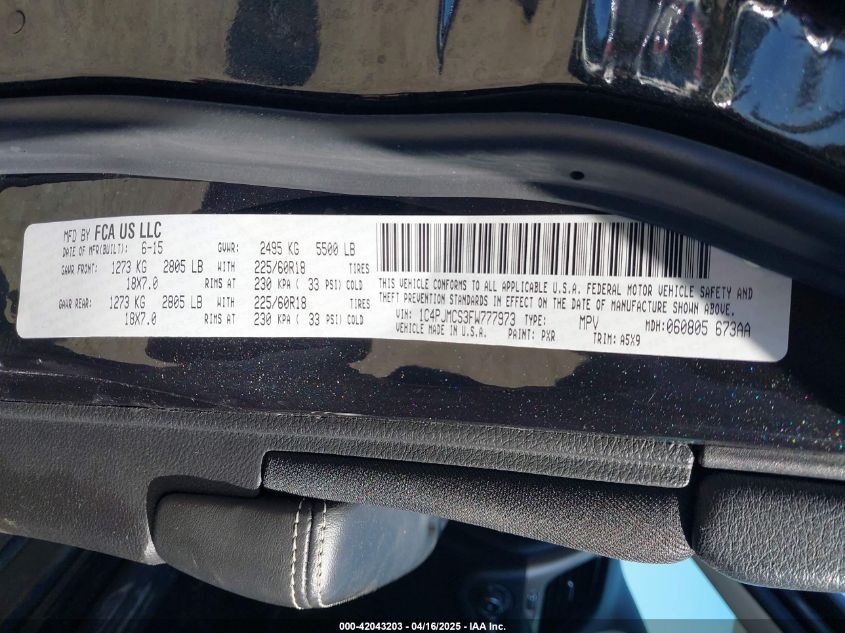 MFD BY FCA US LLC
DATE OF MFR(BUILT): 6-15 GVWR: 2495 KG 5500 LB
GAWR FRONT: 1273 KG 2805 LB WITH 225/60R18 TIRES
18X7.0 RIMS AT 230 KPA ( 33 PSI) COLD
GAWR REAR: 1273 KG 2805 LB WITH 225/60R18 TIRES
18X7.0 RIMS AT 230 KPA ( 33 PSI) COLD
THIS VEHICLE CONFORMS TO ALL APPLICABLE U.S.A. FEDERAL MOTOR VEHICLE SAFETY AND
THEFT PREVENTION STANDARDS IN EFFECT ON THE DATE OF MANUFACTURE SHOWN ABOVE.
VIN: 1C4PJMCS3FW777973 TYPE: MPV MDH: 060805 673AA
VEHICLE MADE IN U.S.A. PAINT: PXR TRIM: A5X9
000-42043203 - 04/16/2025 - IAA Inc.